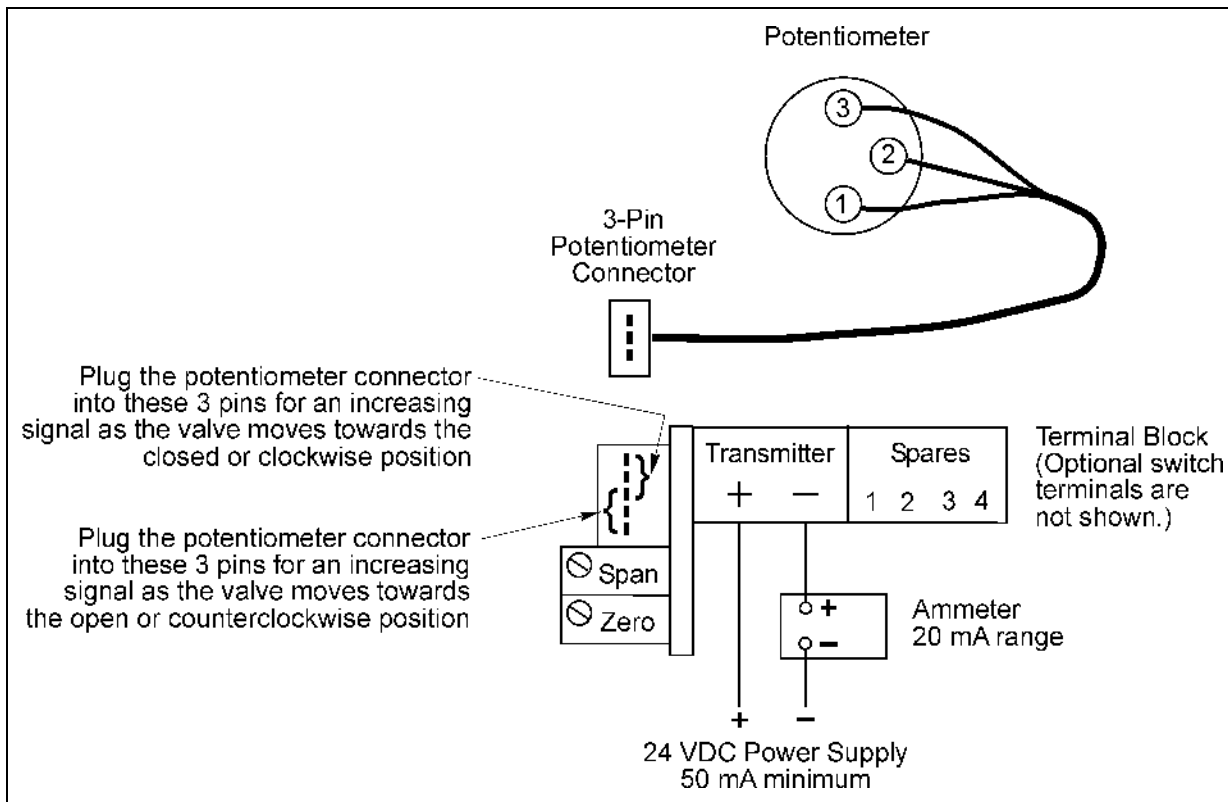 Potentiometer
3
2
1
3-Pin
Potentiometer
Connector
Plug the potentiometer connector
into these 3 pins for an increasing
signal as the valve moves towards the
closed or clockwise position
Plug the potentiometer connector
into these 3 pins for an increasing
signal as the valve moves towards
the open or counterclockwise position
Span
Zero
Transmitter
+ −
Spares
1 2 3 4
Terminal Block
(Optional switch
terminals are
not shown.)
+
−
Ammeter
20 mA range
+ −
24 VDC Power Supply
50 mA minimum